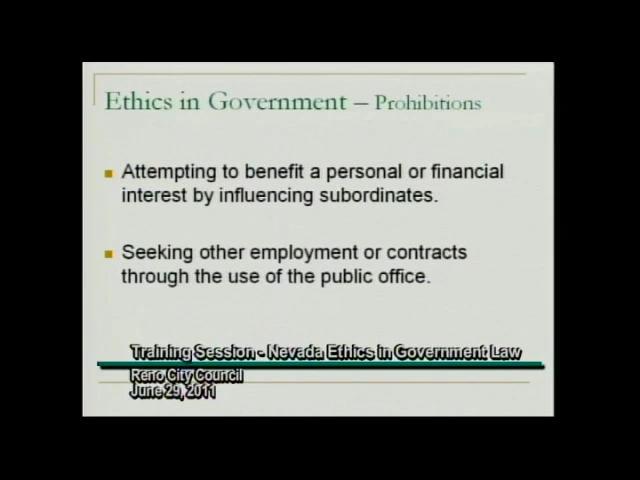 Ethics in Government – Prohibitions
Attempting to benefit a personal or financial
interest by influencing subordinates.
Seeking other employment or contracts
through the use of the public office.
Training Session - Nevada Ethics in Government Law
Reno City Council
June 29, 2011